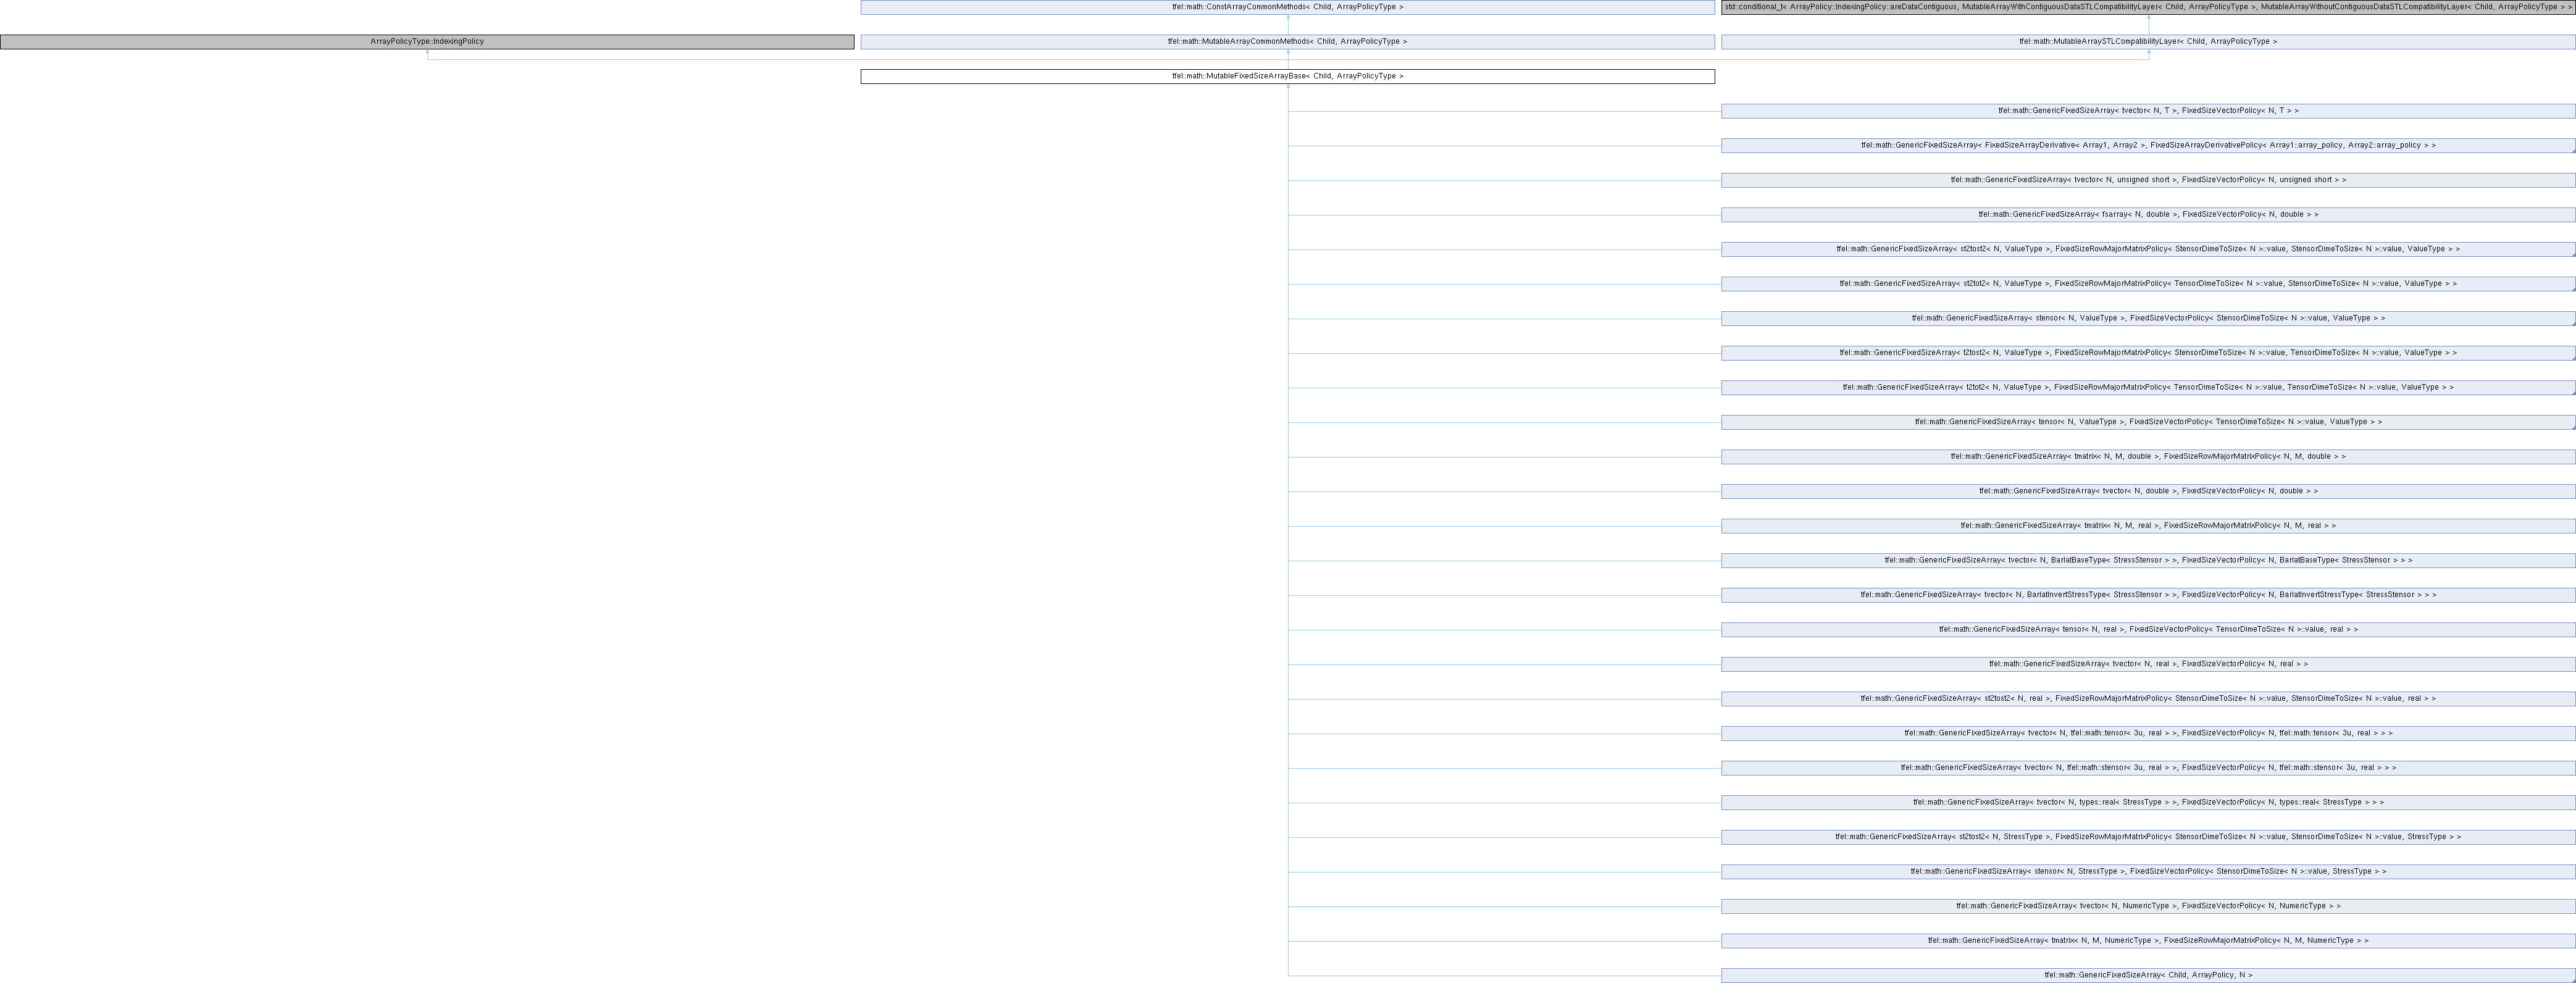 tfel::math::ConstArrayCommonMethods< Child, ArrayPolicyType >
std::conditional_t< ArrayPolicy::IndexingPolicy::areDataContiguous, MutableArrayWithContiguousDataSTLCompatibilityLayer< Child, ArrayPolicyType >, MutableArrayWithoutContiguousDataSTLCompatibilityLayer< Child, ArrayPolicyType > >
ArrayPolicyType::IndexingPolicy
tfel::math::MutableArrayCommonMethods< Child, ArrayPolicyType >
tfel::math::MutableArraySTLCompatibilityLayer< Child, ArrayPolicyType >
tfel::math::MutableFixedSizeArrayBase< Child, ArrayPolicyType >
tfel::math::GenericFixedSizeArray< tvector< N, T >, FixedSizeVectorPolicy< N, T > >
tfel::math::GenericFixedSizeArray< FixedSizeArrayDerivative< Array1, Array2 >, FixedSizeArrayDerivativePolicy< Array1::array_policy, Array2::array_policy > >
tfel::math::GenericFixedSizeArray< tvector< N, unsigned short >, FixedSizeVectorPolicy< N, unsigned short > >
tfel::math::GenericFixedSizeArray< fsarray< N, double >, FixedSizeVectorPolicy< N, double > >
tfel::math::GenericFixedSizeArray< st2tost2< N, ValueType >, FixedSizeRowMajorMatrixPolicy< StensorDimeToSize< N >::value, StensorDimeToSize< N >::value, ValueType > >
tfel::math::GenericFixedSizeArray< st2tot2< N, ValueType >, FixedSizeRowMajorMatrixPolicy< TensorDimeToSize< N >::value, StensorDimeToSize< N >::value, ValueType > >
tfel::math::GenericFixedSizeArray< stensor< N, ValueType >, FixedSizeVectorPolicy< StensorDimeToSize< N >::value, ValueType > >
tfel::math::GenericFixedSizeArray< t2tost2< N, ValueType >, FixedSizeRowMajorMatrixPolicy< StensorDimeToSize< N >::value, TensorDimeToSize< N >::value, ValueType > >
tfel::math::GenericFixedSizeArray< t2tot2< N, ValueType >, FixedSizeRowMajorMatrixPolicy< TensorDimeToSize< N >::value, TensorDimeToSize< N >::value, ValueType > >
tfel::math::GenericFixedSizeArray< tensor< N, ValueType >, FixedSizeVectorPolicy< TensorDimeToSize< N >::value, ValueType > >
tfel::math::GenericFixedSizeArray< tmatrix< N, M, double >, FixedSizeRowMajorMatrixPolicy< N, M, double > >
tfel::math::GenericFixedSizeArray< tvector< N, double >, FixedSizeVectorPolicy< N, double > >
tfel::math::GenericFixedSizeArray< tmatrix< N, M, real >, FixedSizeRowMajorMatrixPolicy< N, M, real > >
tfel::math::GenericFixedSizeArray< tvector< N, BarlatBaseType< StressStensor > >, FixedSizeVectorPolicy< N, BarlatBaseType< StressStensor > > >
tfel::math::GenericFixedSizeArray< tvector< N, BarlatInvertStressType< StressStensor > >, FixedSizeVectorPolicy< N, BarlatInvertStressType< StressStensor > > >
tfel::math::GenericFixedSizeArray< tensor< N, real >, FixedSizeVectorPolicy< TensorDimeToSize< N >::value, real > >
tfel::math::GenericFixedSizeArray< tvector< N, real >, FixedSizeVectorPolicy< N, real > >
tfel::math::GenericFixedSizeArray< st2tost2< N, real >, FixedSizeRowMajorMatrixPolicy< StensorDimeToSize< N >::value, StensorDimeToSize< N >::value, real > >
tfel::math::GenericFixedSizeArray< tvector< N, tfel::math::tensor< 3u, real > >, FixedSizeVectorPolicy< N, tfel::math::tensor< 3u, real > > >
tfel::math::GenericFixedSizeArray< tvector< N, tfel::math::stensor< 3u, real > >, FixedSizeVectorPolicy< N, tfel::math::stensor< 3u, real > > >
tfel::math::GenericFixedSizeArray< tvector< N, types::real< StressType > >, FixedSizeVectorPolicy< N, types::real< StressType > > >
tfel::math::GenericFixedSizeArray< st2tost2< N, StressType >, FixedSizeRowMajorMatrixPolicy< StensorDimeToSize< N >::value, StensorDimeToSize< N >::value, StressType > >
tfel::math::GenericFixedSizeArray< stensor< N, StressType >, FixedSizeVectorPolicy< StensorDimeToSize< N >::value, StressType > >
tfel::math::GenericFixedSizeArray< tvector< N, NumericType >, FixedSizeVectorPolicy< N, NumericType > >
tfel::math::GenericFixedSizeArray< tmatrix< N, M, NumericType >, FixedSizeRowMajorMatrixPolicy< N, M, NumericType > >
tfel::math::GenericFixedSizeArray< Child, ArrayPolicy, N >